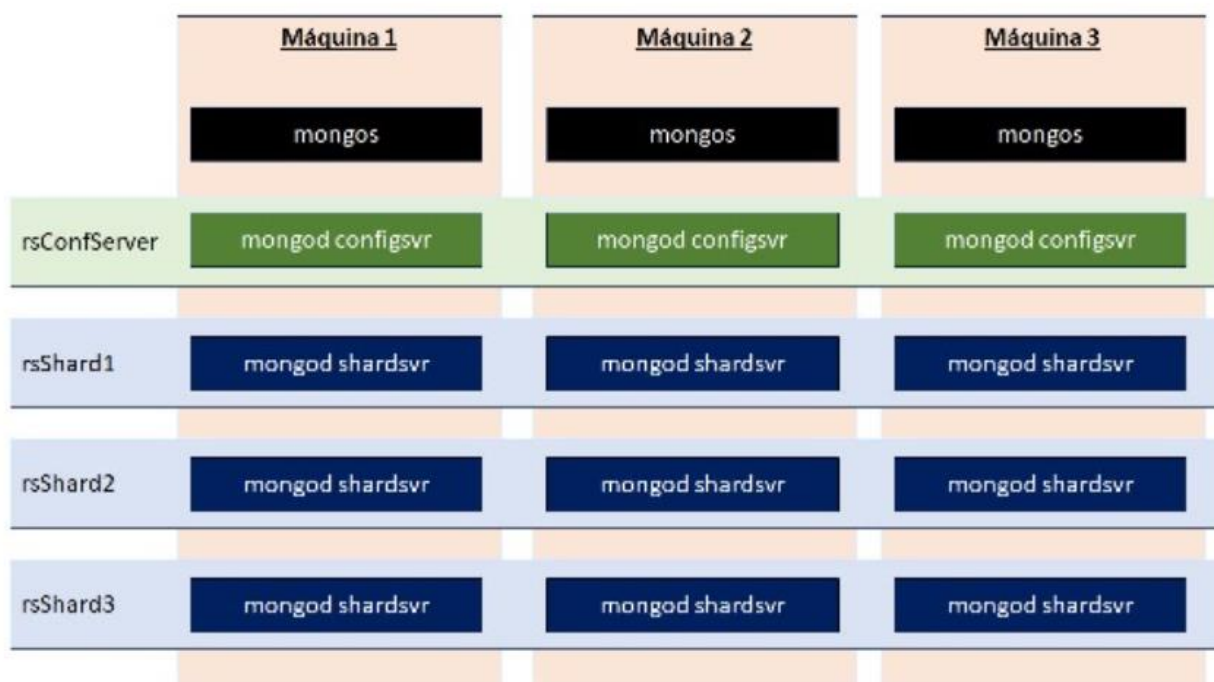 Máquina 1
Máquina 2
Máquina 3
mongos
mongos
mongos
rsConfServer
mongod configsvr
mongod configsvr
mongod configsvr
rsShard1
mongod shardsvr
mongod shardsvr
mongod shardsvr
rsShard2
mongod shardsvr
mongod shardsvr
mongod shardsvr
rsShard3
mongod shardsvr
mongod shardsvr
mongod shardsvr